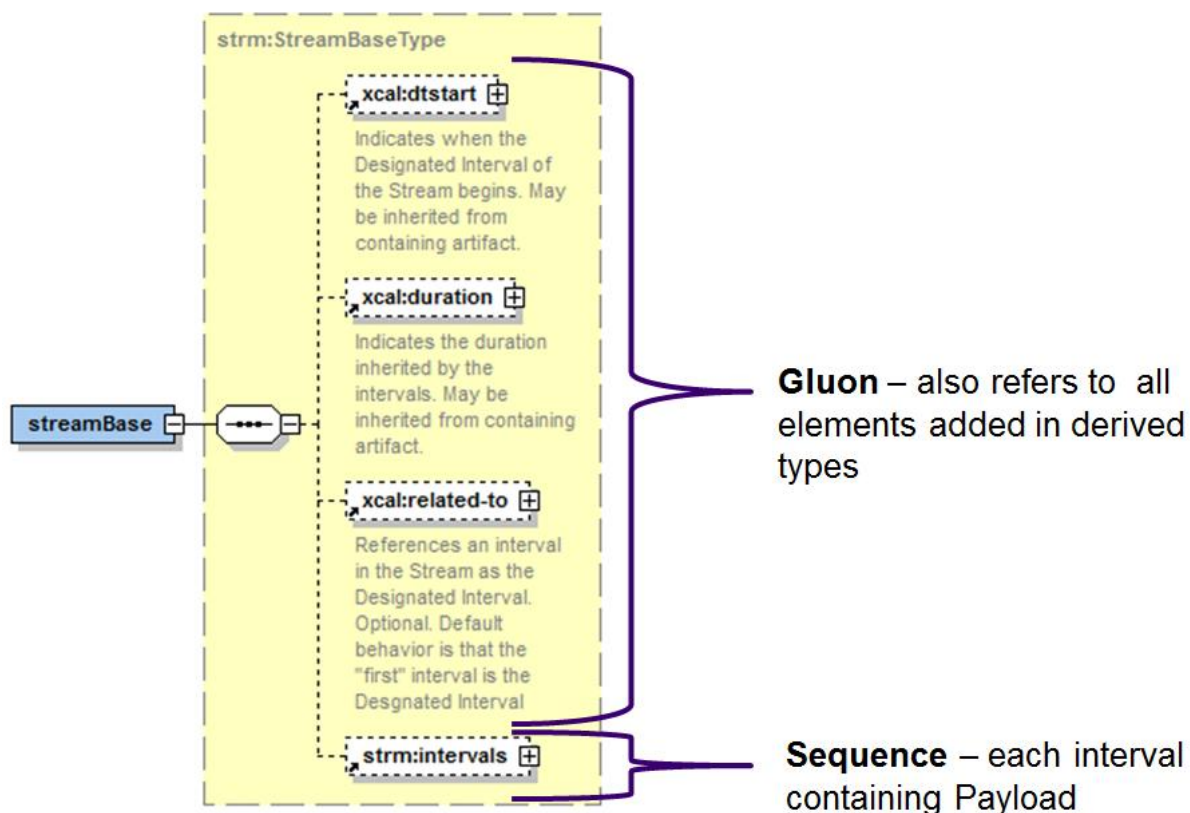 strm:StreamBaseType
xcal:dtstart
Indicates when the
Designated Interval of
the Stream begins. May
be inherited from
containing artifact.
xcal:duration
Indicates the duration
inherited by the
intervals. May be
inherited from containing
artifact.
streamBase
xcal:related-to
References an interval
in the Stream as the
Designated Interval.
Optional. Default
behavior is that the
"first" interval is the
Desgnated Interval
strm:intervals
Gluon – also refers to all
elements added in derived
types
Sequence – each interval
containing Payload